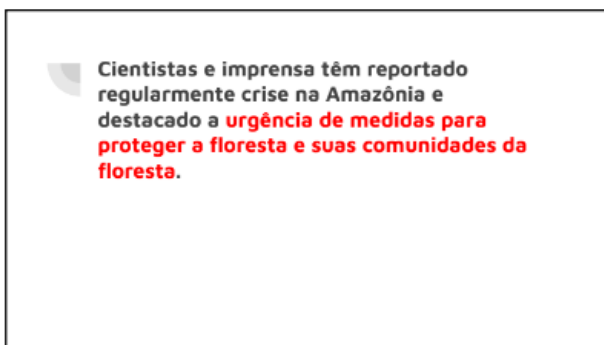 Cientistas e imprensa têm reportado
regularmente crise na Amazônia e
destacado a urgência de medidas para
proteger a floresta e suas comunidades da
floresta.